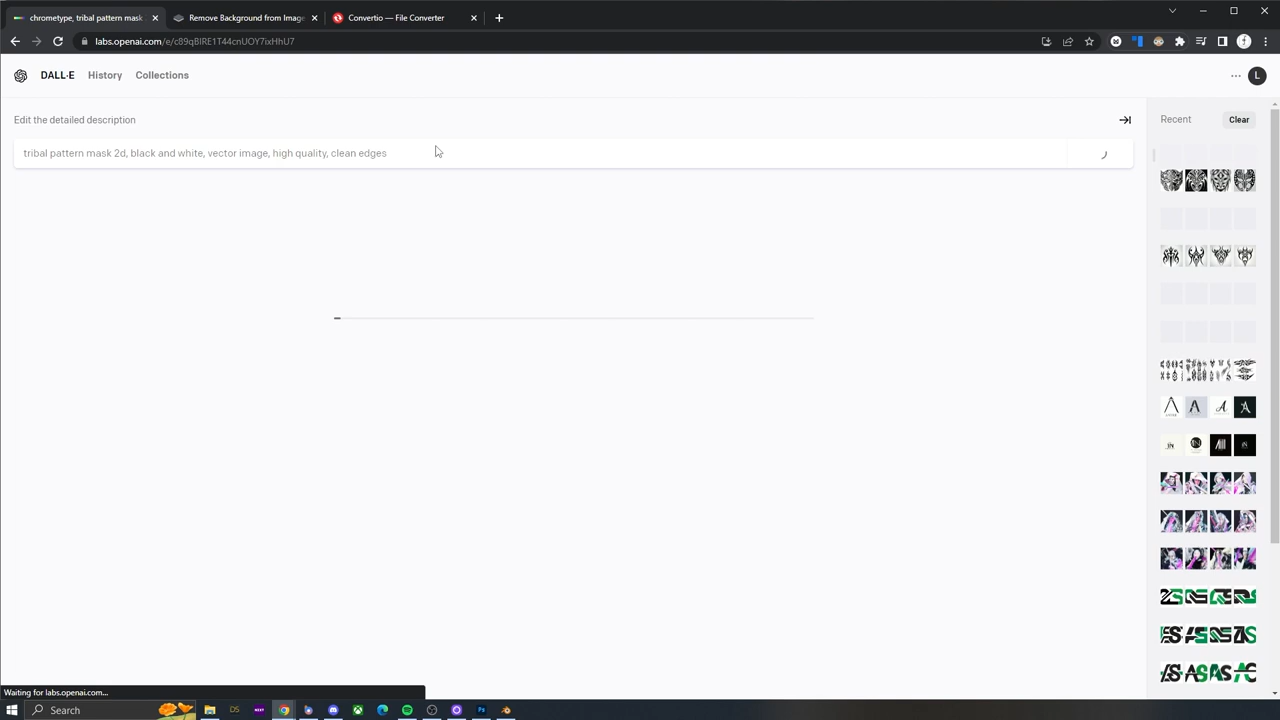 chrometype, tribal pattern mask
Remove Background from Image
Convertio — File Converter
labs.openai.com/e/c89qBIRE1T44cnUOY7ixHhU7
DALL·E
History
Collections
L
Edit the detailed description
Recent
Clear
tribal pattern mask 2d, black and white, vector image, high quality, clean edges
Waiting for labs.openai.com...
Search